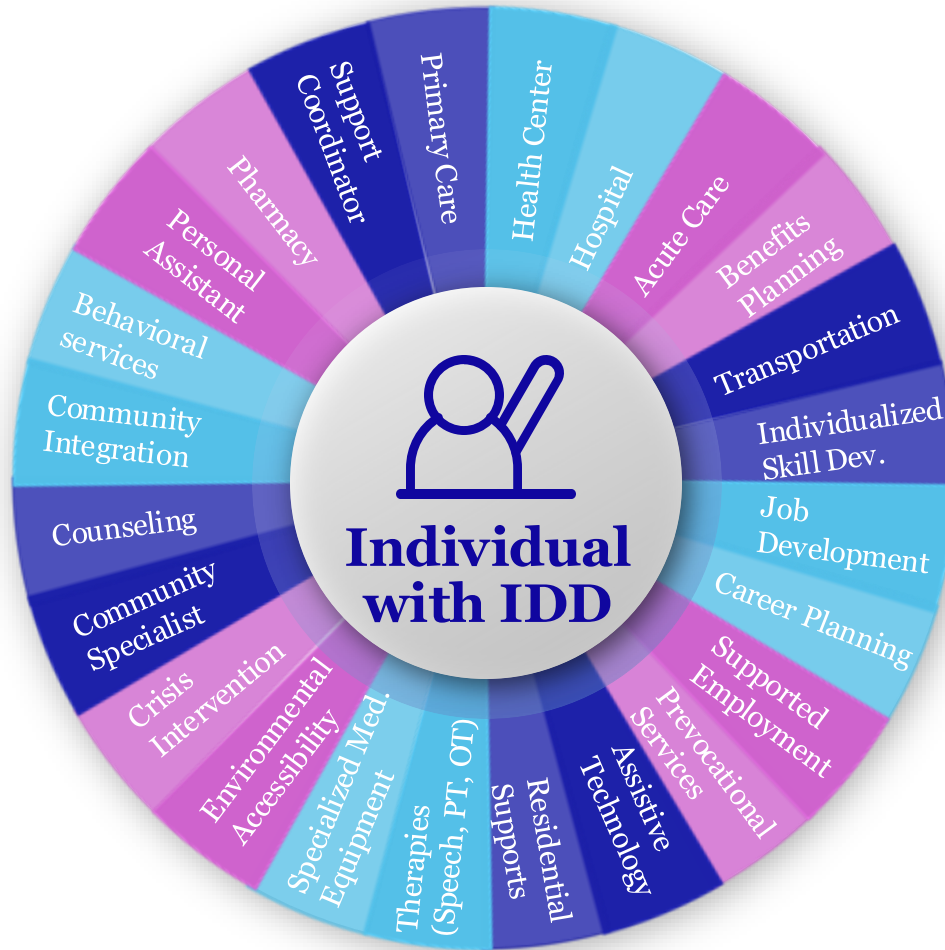 Individual
with IDD
Primary Care
Health Center
Hospital
Acute Care
Benefits
Planning
Transportation
Individualized
Skill Dev.
Job
Development
Career Planning
Supported
Employment
Prevocational
Services
Assistive
Technology
Residential
Supports
Therapies
(Speech, PT, OT)
Specialized Med.
Equipment
Environmental
Accessibility
Crisis
Intervention
Community
Specialist
Counseling
Community
Integration
Behavioral
services
Personal
Assistant
Pharmacy
Support
Coordinator